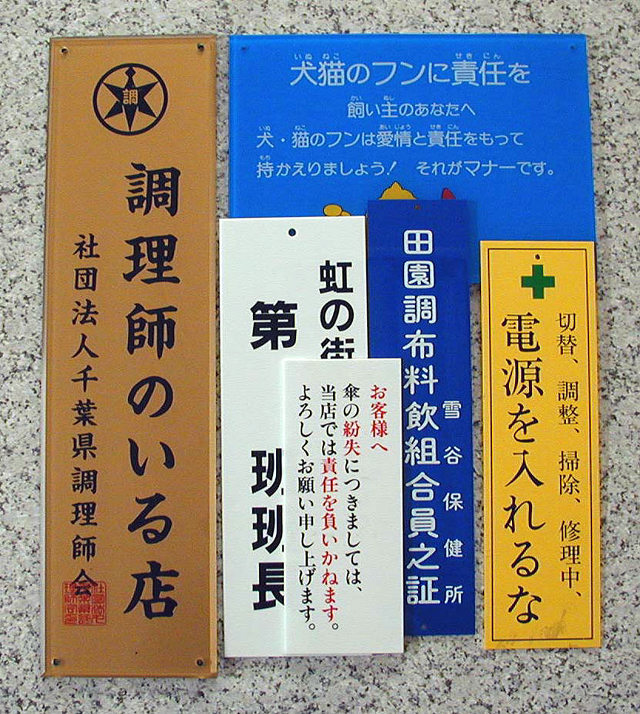 調
調理師のいる店
社団法人千葉県調理師会
犬猫のフンに責任を
飼い主のあなたへ
犬・猫のフンは愛情と責任をもって
持かえりましょう! それがマナーです。
虹の街
第 班班長
お客様へ
傘の紛失につきましては、
当店では責任を負いかねます。
よろしくお願い申し上げます。
田園調布料飲組合員之証
雪谷保健所
切替、調整、掃除、修理中、
電源を入れるな